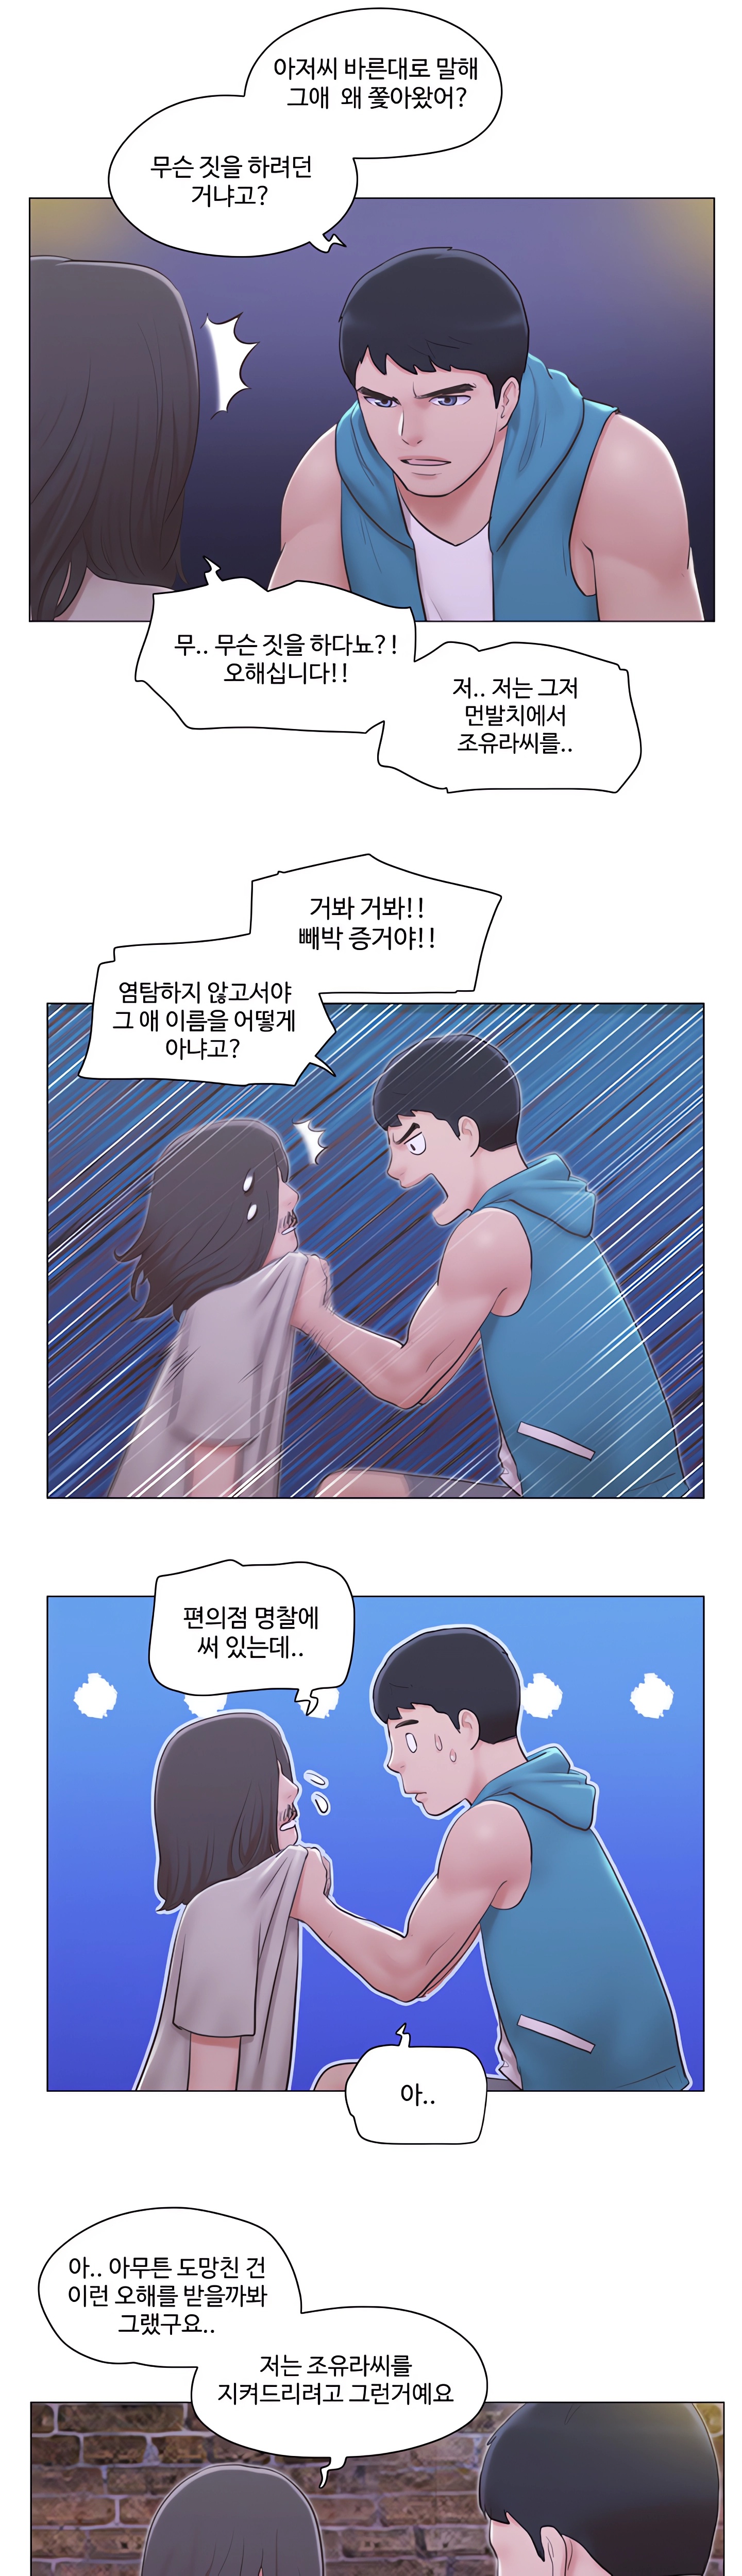 아저씨 바른대로 말해
그애 왜 쫓아왔어?
무슨 짓을 하려던
거냐고?
무.. 무슨 짓을 하다뇨?!
오해십니다!!
저.. 저는 그저
먼발치에서
조유라씨를..
거봐 거봐!!
빼박 증거야!!
염탐하지 않고서야
그 애 이름을 어떻게
아냐고?
편의점 명찰에
써 있는데..
아..
아.. 아무튼 도망친 건
이런 오해를 받을까봐
그랬구요..
저는 조유라씨를
지켜드리려고 그런거예요